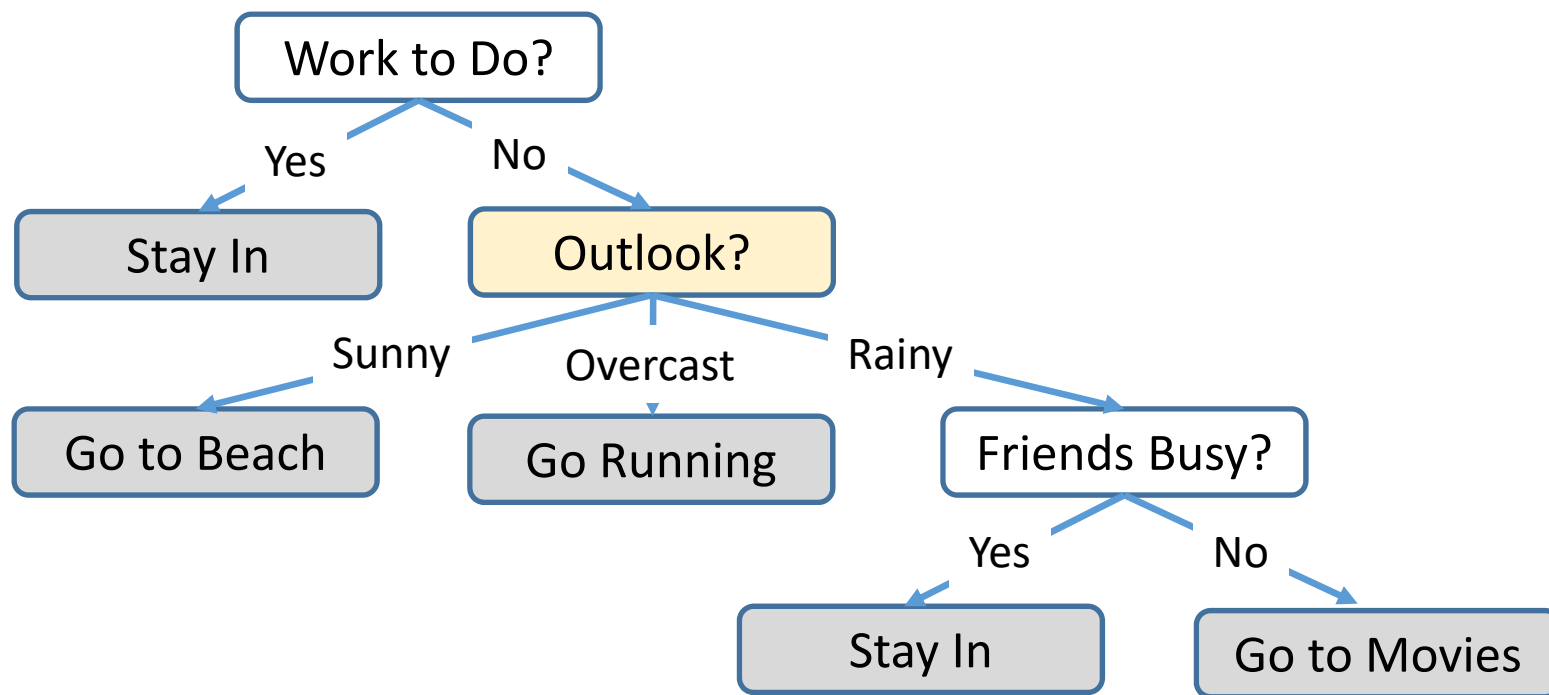 Work to Do?
Yes
No
Stay In
Outlook?
Sunny
Overcast
Rainy
Go to Beach
Go Running
Friends Busy?
Yes
No
Stay In
Go to Movies